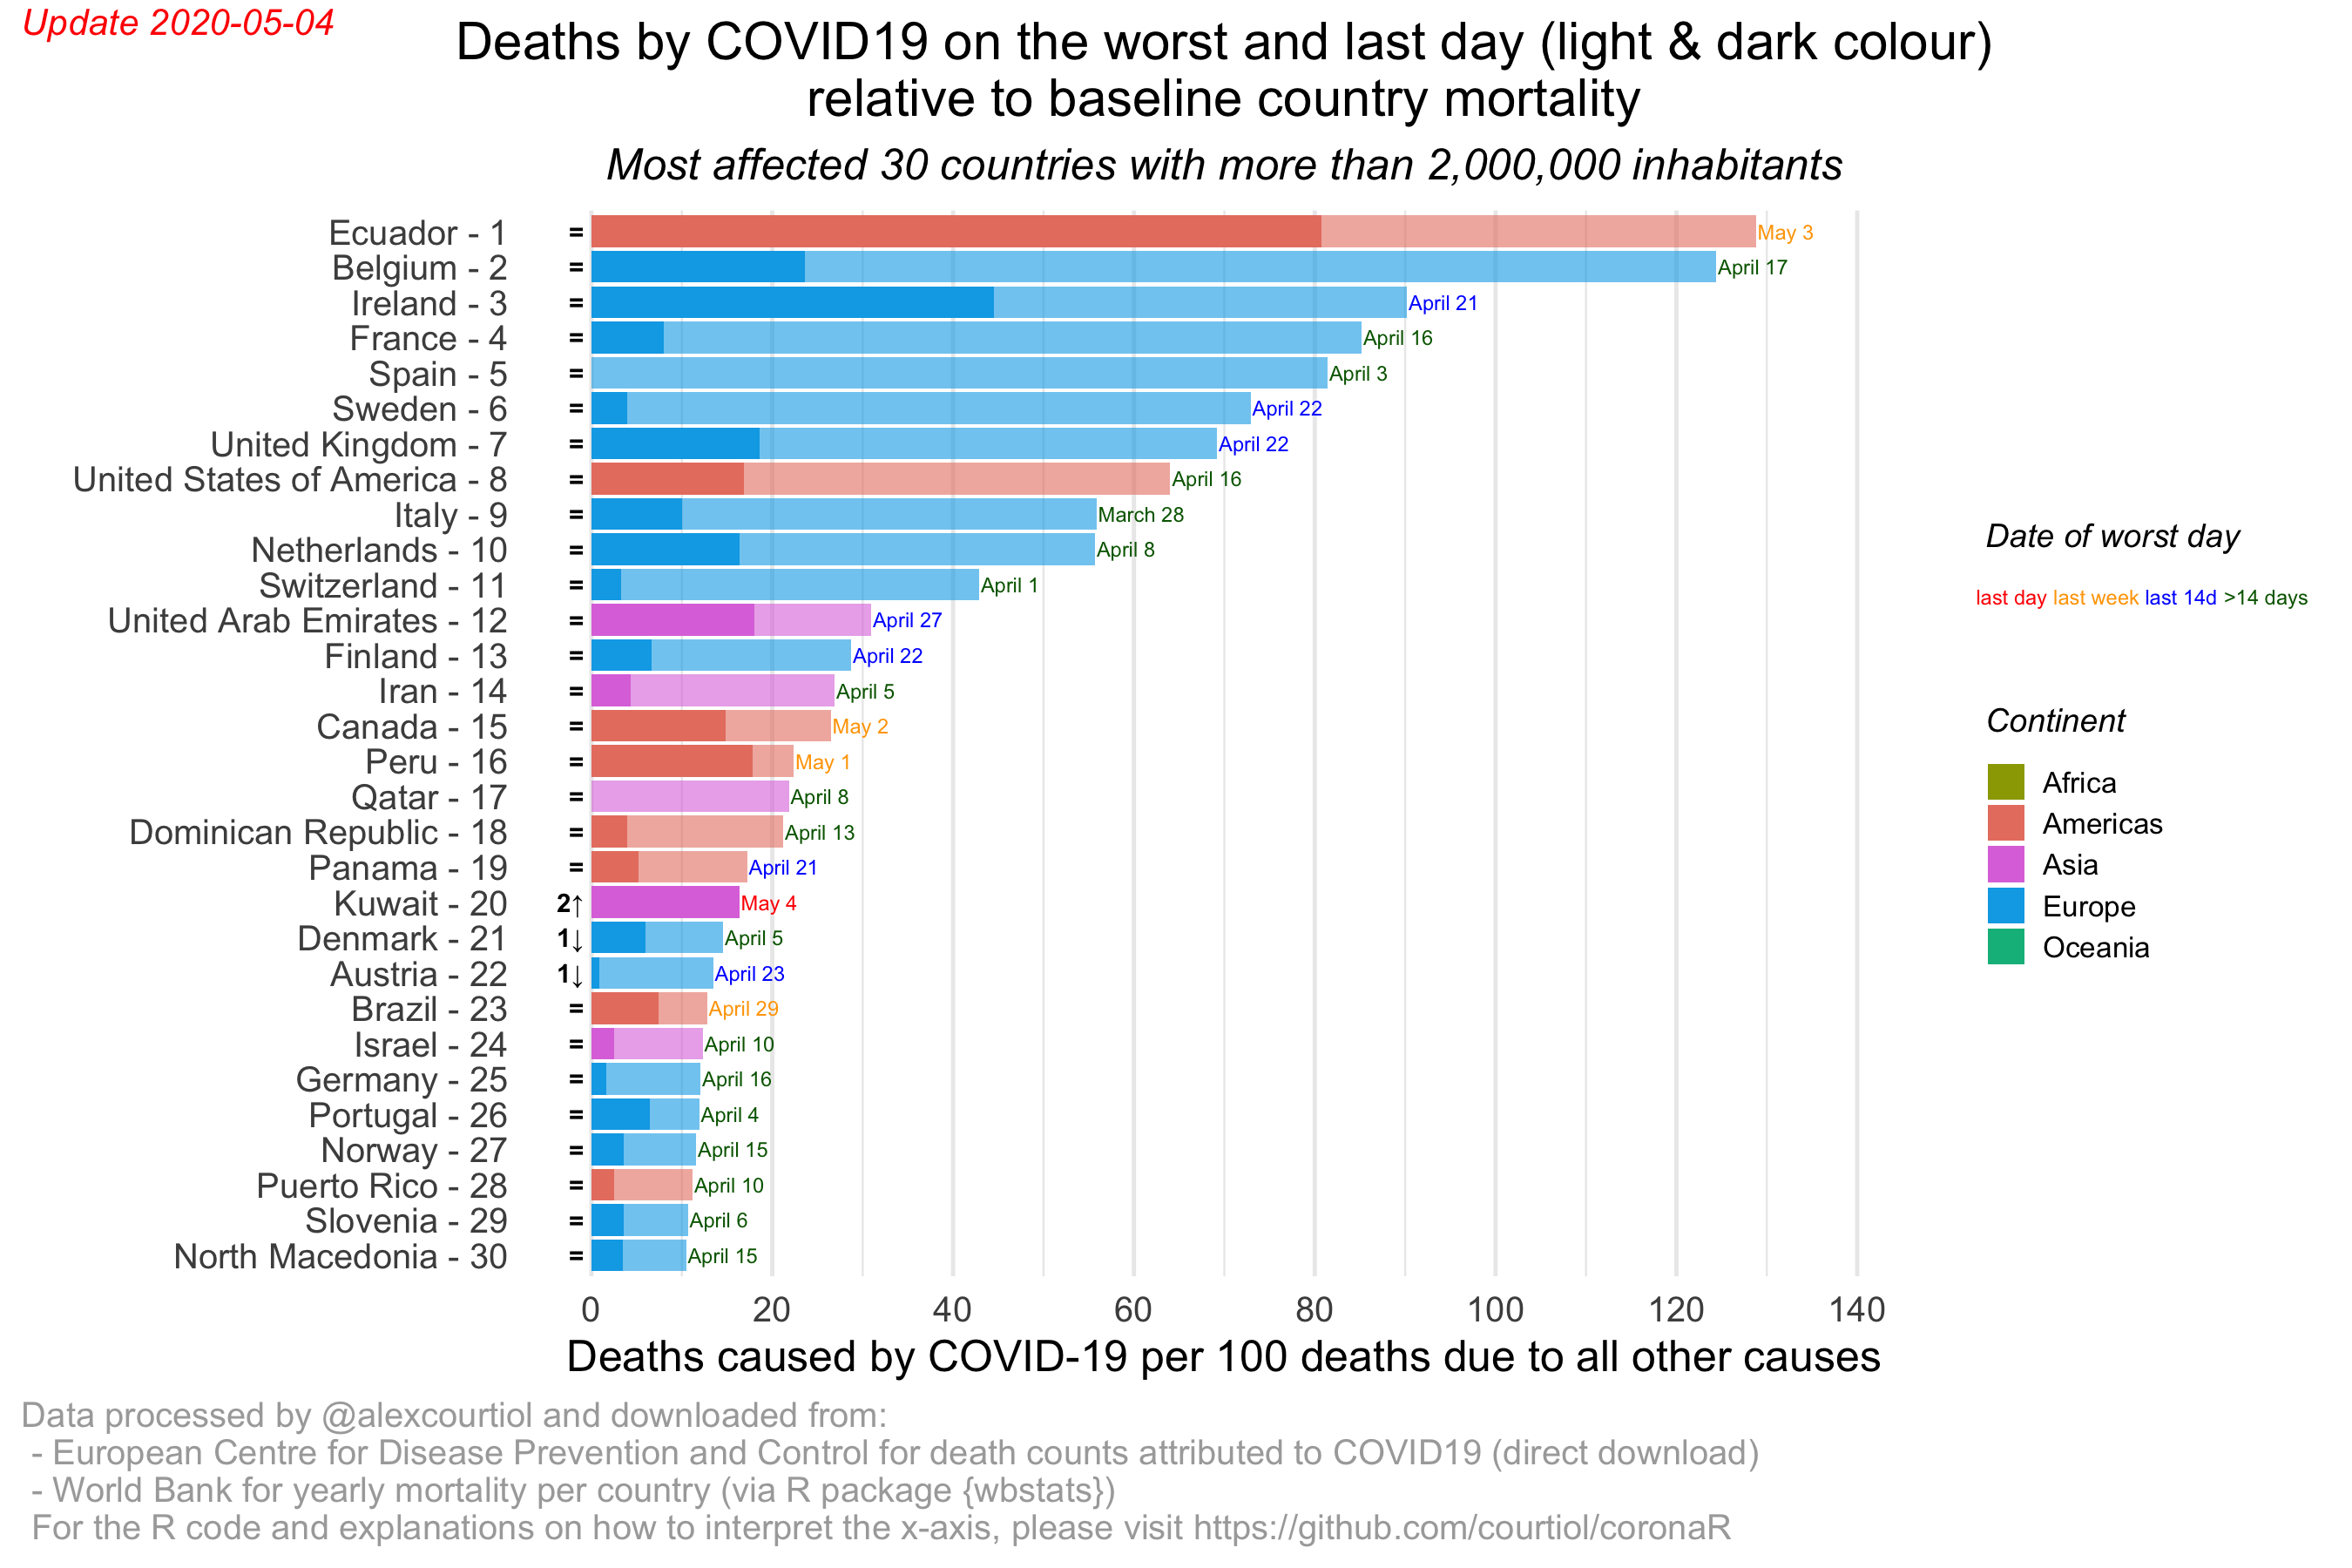 Update 2020-05-04
Deaths by COVID19 on the worst and last day (light & dark colour)
relative to baseline country mortality
Most affected 30 countries with more than 2,000,000 inhabitants
Ecuador - 1 = May 3
Belgium - 2 = April 17
Ireland - 3 = April 21
France - 4 = April 16
Spain - 5 = April 3
Sweden - 6 = April 22
United Kingdom - 7 = April 22
United States of America - 8 = April 16
Italy - 9 = March 28
Netherlands - 10 = April 8
Switzerland - 11 = April 1
United Arab Emirates - 12 = April 27
Finland - 13 = April 22
Iran - 14 = April 5
Canada - 15 = May 2
Peru - 16 = May 1
Qatar - 17 = April 8
Dominican Republic - 18 = April 13
Panama - 19 = April 21
Kuwait - 20 2↑ May 4
Denmark - 21 1↓ April 5
Austria - 22 1↓ April 23
Brazil - 23 = April 29
Israel - 24 = April 10
Germany - 25 = April 16
Portugal - 26 = April 4
Norway - 27 = April 15
Puerto Rico - 28 = April 10
Slovenia - 29 = April 6
North Macedonia - 30 = April 15
0 20 40 60 80 100 120 140
Deaths caused by COVID-19 per 100 deaths due to all other causes
Date of worst day
last day last week last 14d >14 days
Continent
Africa
Americas
Asia
Europe
Oceania
Data processed by @alexcourtiol and downloaded from:
- European Centre for Disease Prevention and Control for death counts attributed to COVID19 (direct download)
- World Bank for yearly mortality per country (via R package {wbstats})
For the R code and explanations on how to interpret the x-axis, please visit https://github.com/courtiol/coronaR